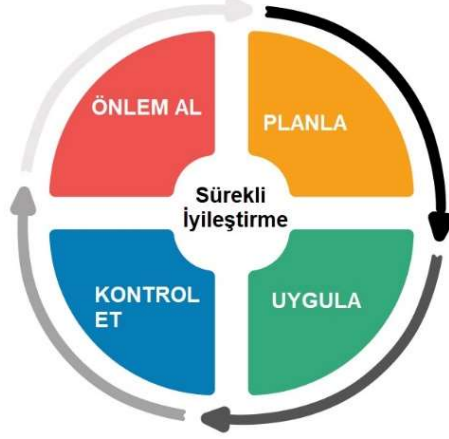 ÖNLEM AL
PLANLA
Sürekli
İyileştirme
KONTROL
ET
UYGULA